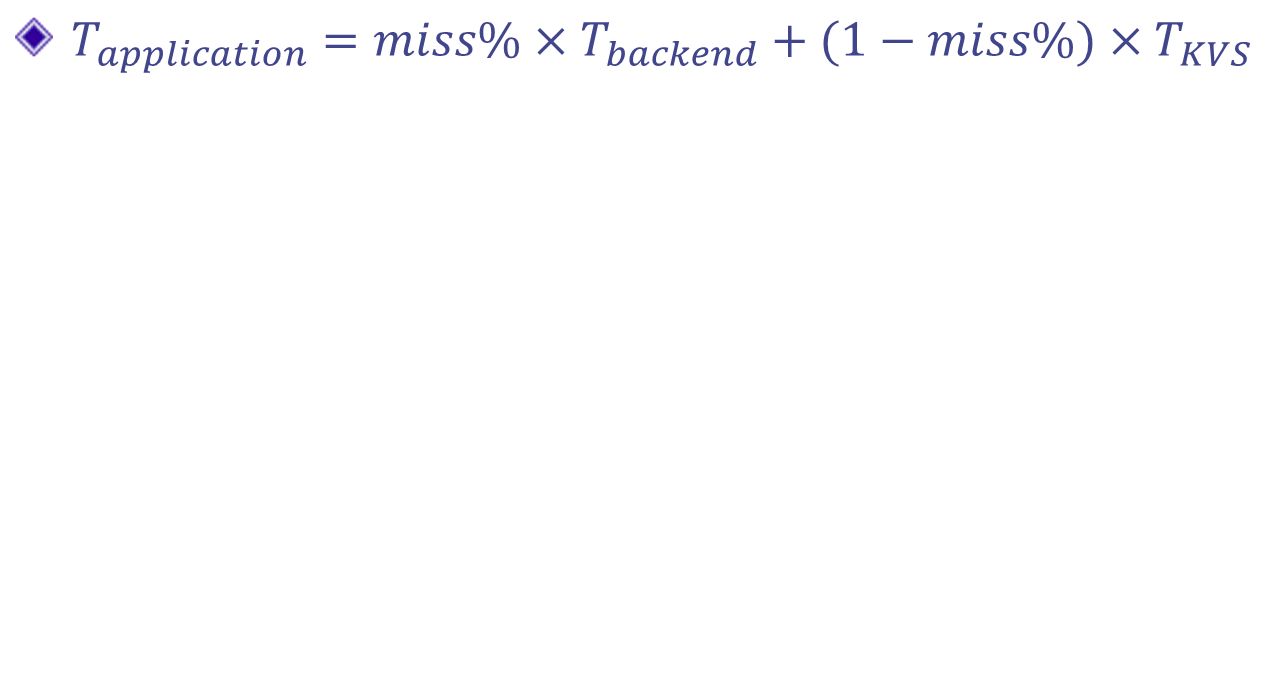 T_application = miss% × T_backend + (1 − miss%) × T_KVS